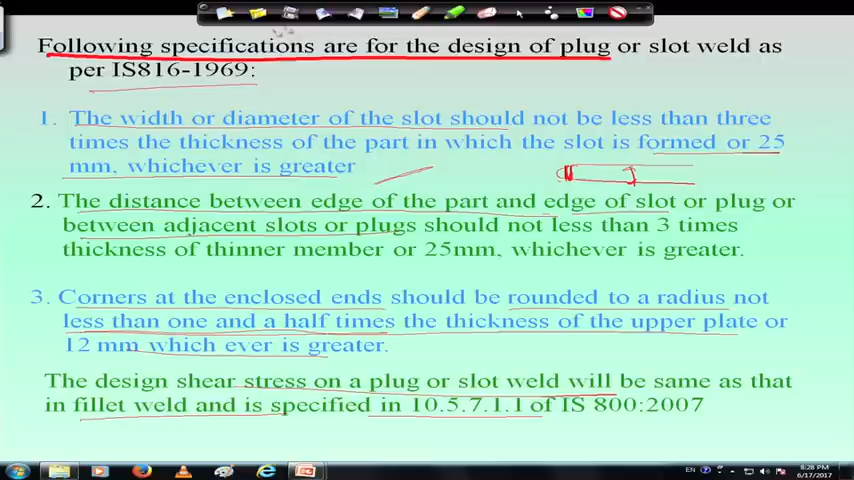 Following specifications are for the design of plug or slot weld as
per IS816-1969:
1. The width or diameter of the slot should not be less than three
times the thickness of the part in which the slot is formed or 25
mm, whichever is greater
2. The distance between edge of the part and edge of slot or plug or
between adjacent slots or plugs should not less than 3 times
thickness of thinner member or 25mm, whichever is greater.
3. Corners at the enclosed ends should be rounded to a radius not
less than one and a half times the thickness of the upper plate or
12 mm which ever is greater.
The design shear stress on a plug or slot weld will be same as that
in fillet weld and is specified in 10.5.7.1.1 of IS 800:2007
EN
8:28 PM
6/17/2017